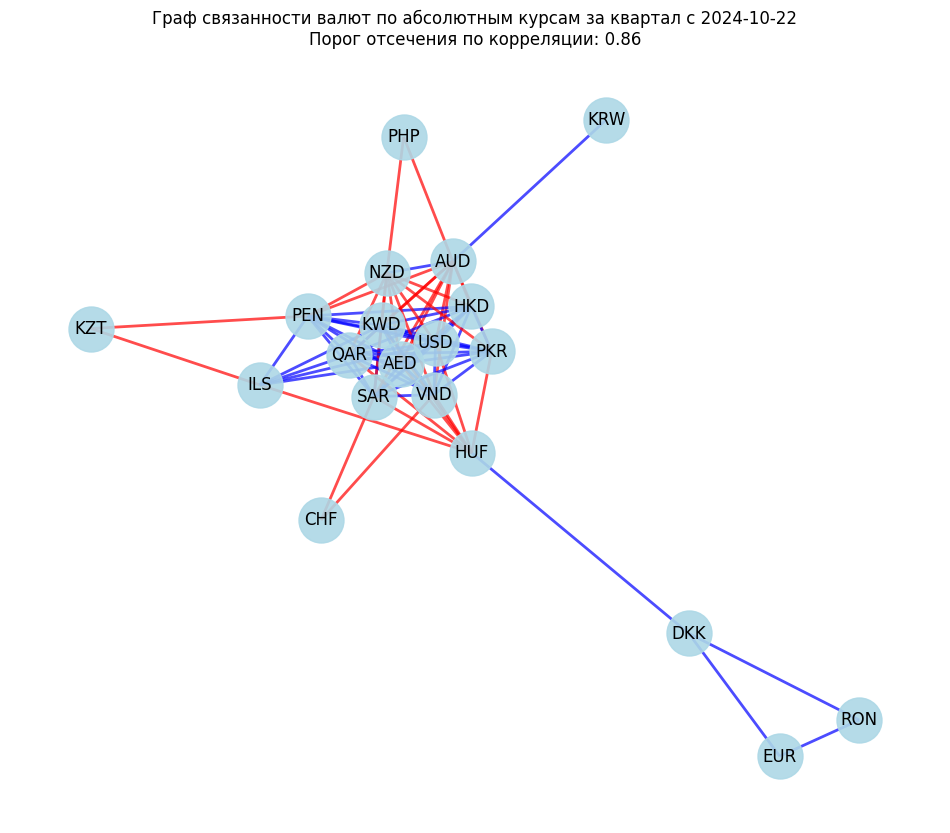 Граф связанности валют по абсолютным курсам за квартал с 2024-10-22
Порог отсечения по корреляции: 0.86
KRW
PHP
AUD
NZD
HKD
PEN
KWD
KZT
USD
PKR
QAR
AED
ILS
SAR
VND
HUF
CHF
DKK
RON
EUR